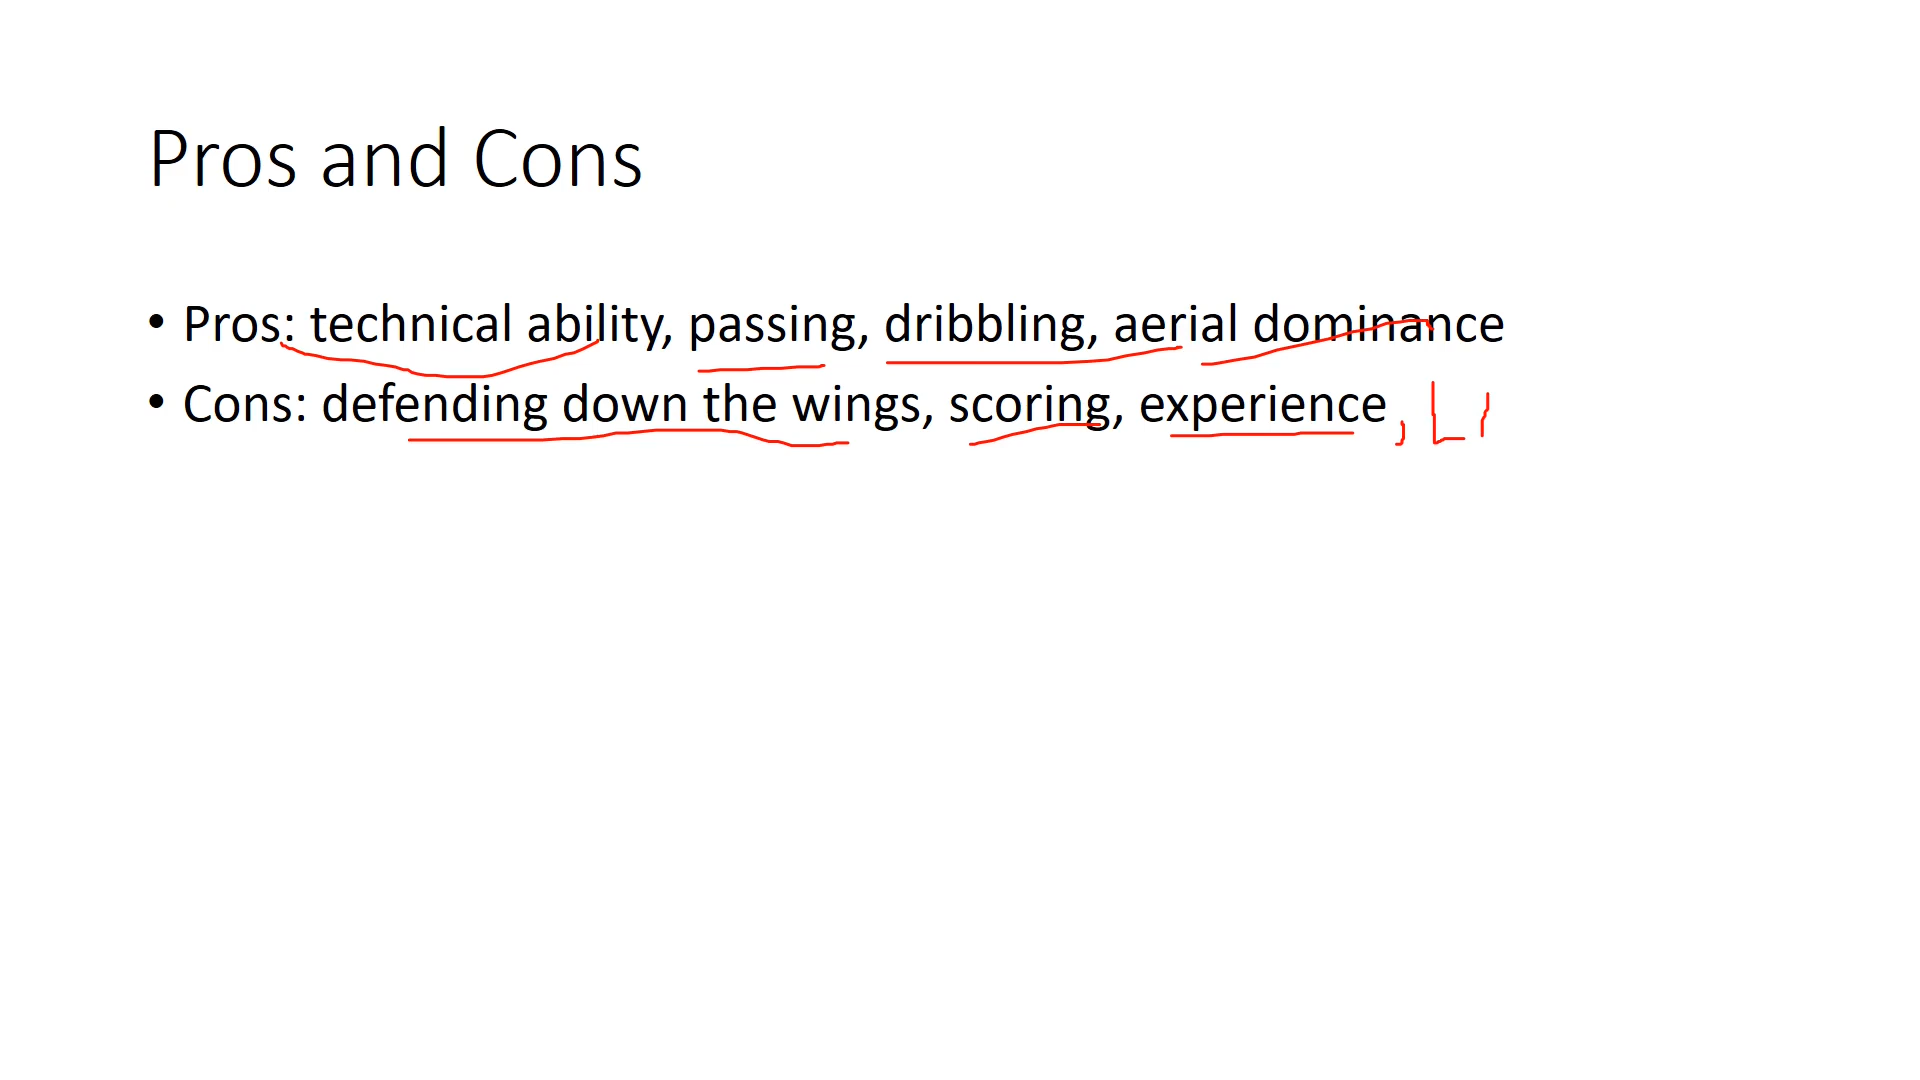 Pros and Cons
• Pros: technical ability, passing, dribbling, aerial dominance
• Cons: defending down the wings, scoring, experience,